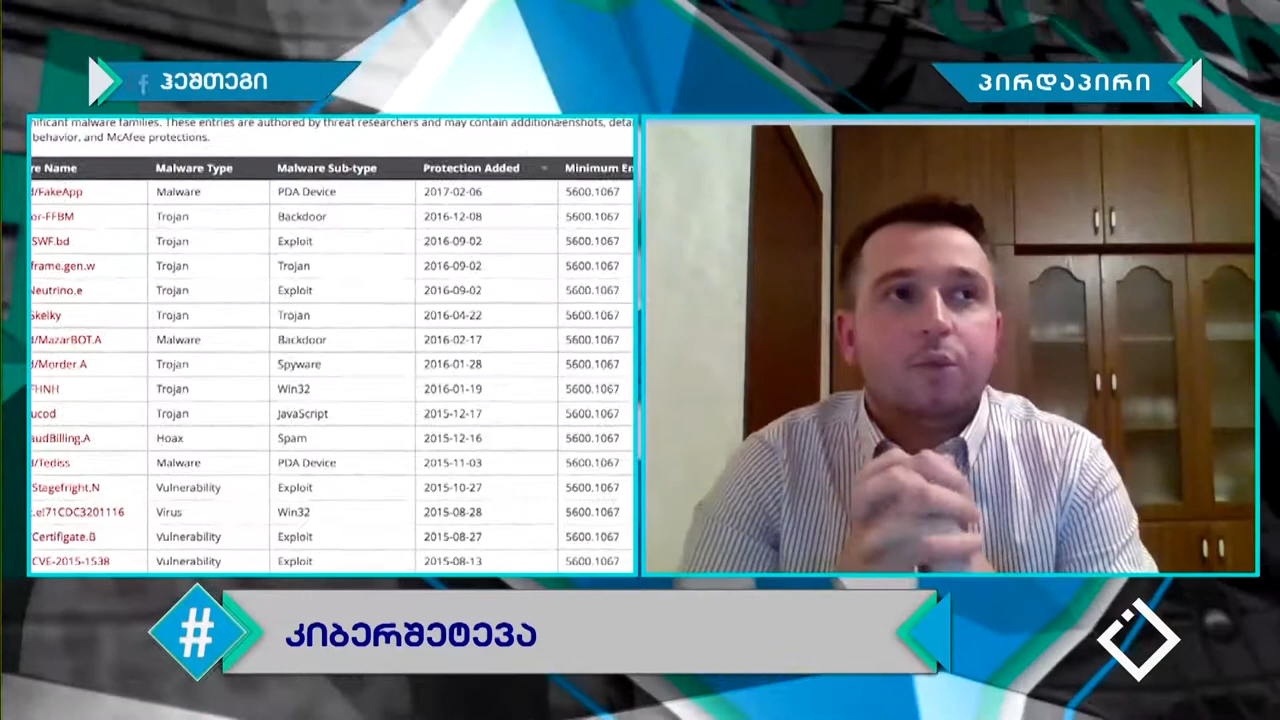 ჰეშთეგი
პირდაპირი
nificant malware families. These entries are authored by threat researchers and may contain
behavior, and McAfee protections.
re Name Malware Type Malware Sub-type Protection Added Minimum En
d/FakeApp Malware PDA Device 2017-02-06 5600.1067
or-FFBM Trojan Backdoor 2016-12-08 5600.1067
SWF.bd Trojan Exploit 2016-09-02 5600.1067
frame.gen.w Trojan Trojan 2016-09-02 5600.1067
Neutrino.e Trojan Exploit 2016-09-02 5600.1067
Skelky Trojan Trojan 2016-04-22 5600.1067
d/MazarBOT.A Malware Backdoor 2016-02-17 5600.1067
d/Morder.A Trojan Spyware 2016-01-28 5600.1067
FHNH Trojan Win32 2016-01-19 5600.1067
ucod Trojan JavaScript 2015-12-17 5600.1067
audBilling.A Hoax Spam 2015-12-16 5600.1067
d/Tediss Malware PDA Device 2015-11-03 5600.1067
Stagefright.N Vulnerability Exploit 2015-10-27 5600.1067
t.e!71CDC3201116 Virus Win32 2015-08-28 5600.1067
Certifigate.B Vulnerability Exploit 2015-08-27 5600.1067
CVE-2015-1538 Vulnerability Exploit 2015-08-13 5600.1067
# კიბერშეტევა